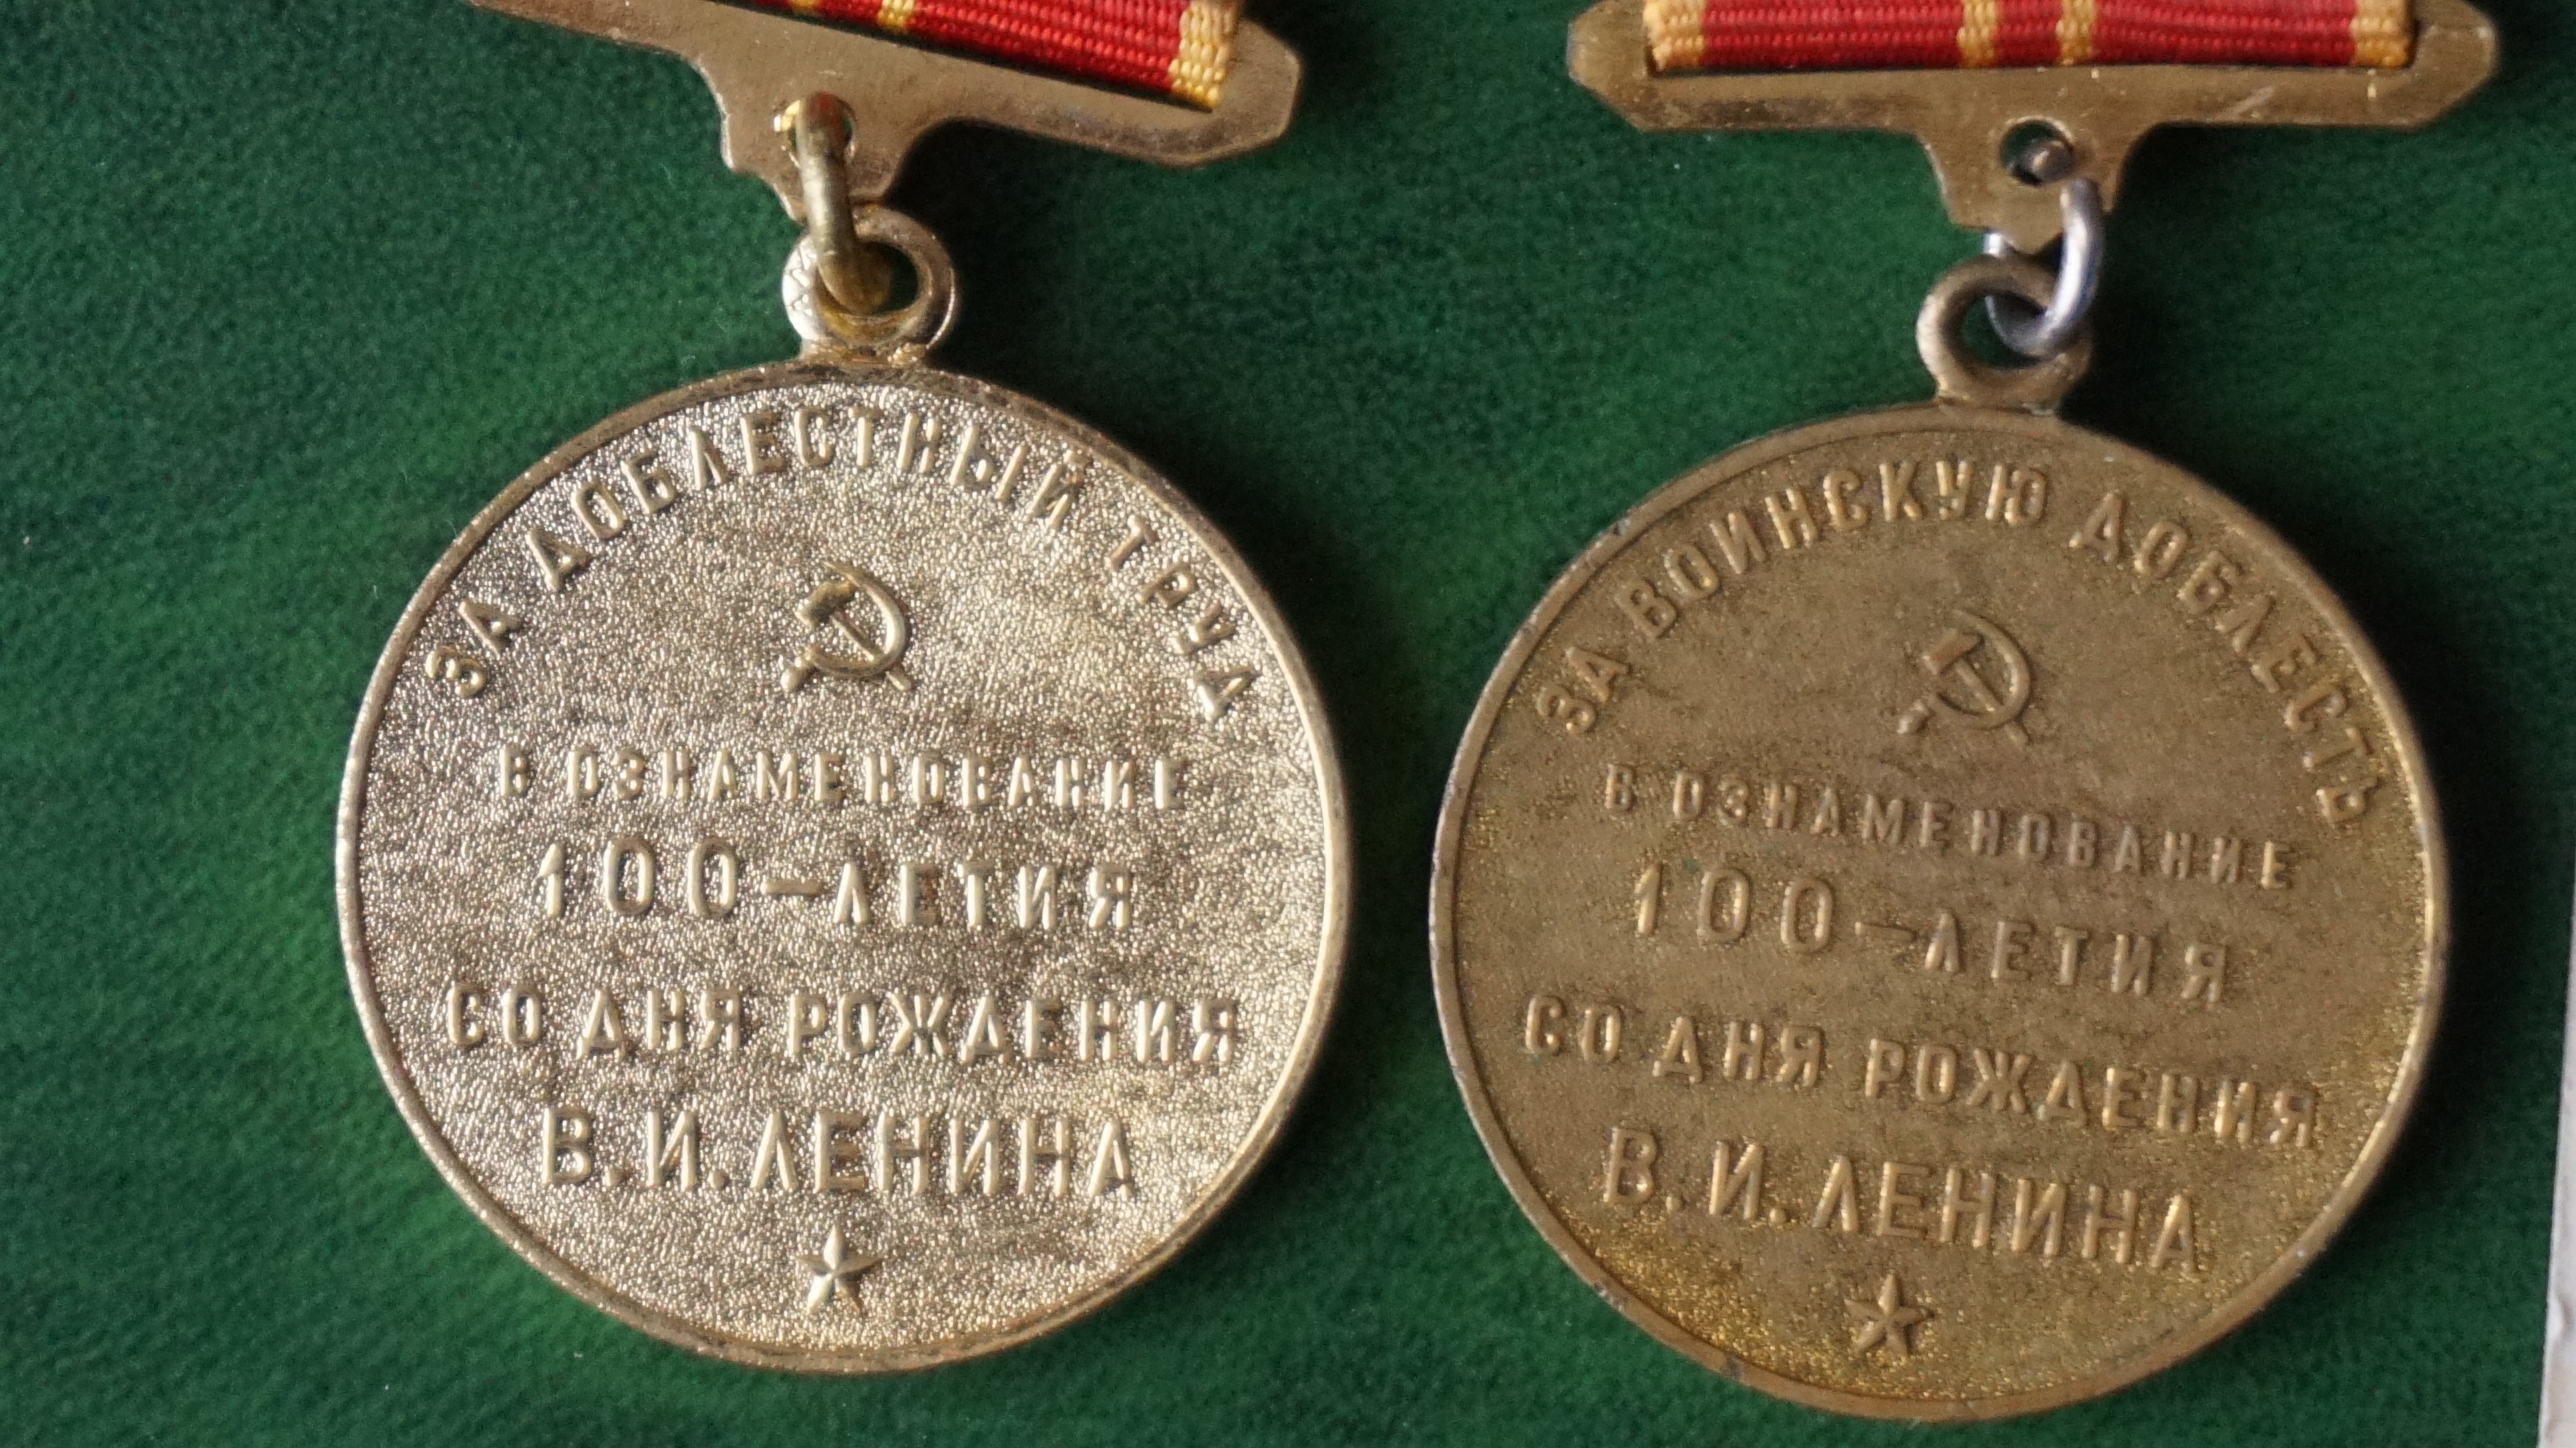 ЗА ДОБЛЕСТНЫЙ ТРУД
В ОЗНАМЕНОВАНИЕ
100-ЛЕТИЯ
СО ДНЯ РОЖДЕНИЯ
В.И.ЛЕНИНА
ЗА ВОИНСКУЮ ДОБЛЕСТЬ
В ОЗНАМЕНОВАНИЕ
100-ЛЕТИЯ
СО ДНЯ РОЖДЕНИЯ
В.И.ЛЕНИНА